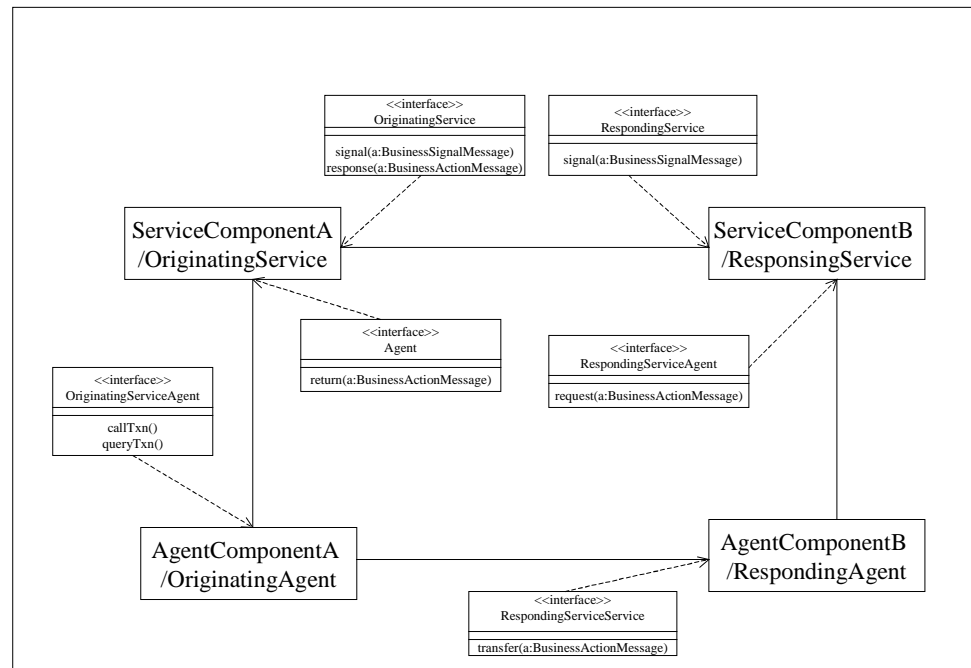 <<interface>>
OriginatingService
signal(a:BusinessSignalMessage)
response(a:BusinessActionMessage)
<<interface>>
RespondingService
signal(a:BusinessSignalMessage)
ServiceComponentA
/OriginatingService
ServiceComponentB
/ResponsingService
<<interface>>
Agent
return(a:BusinessActionMessage)
<<interface>>
RespondingServiceAgent
request(a:BusinessActionMessage)
<<interface>>
OriginatingServiceAgent
callTxn()
queryTxn()
AgentComponentA
/OriginatingAgent
AgentComponentB
/RespondingAgent
<<interface>>
RespondingServiceService
transfer(a:BusinessActionMessage)